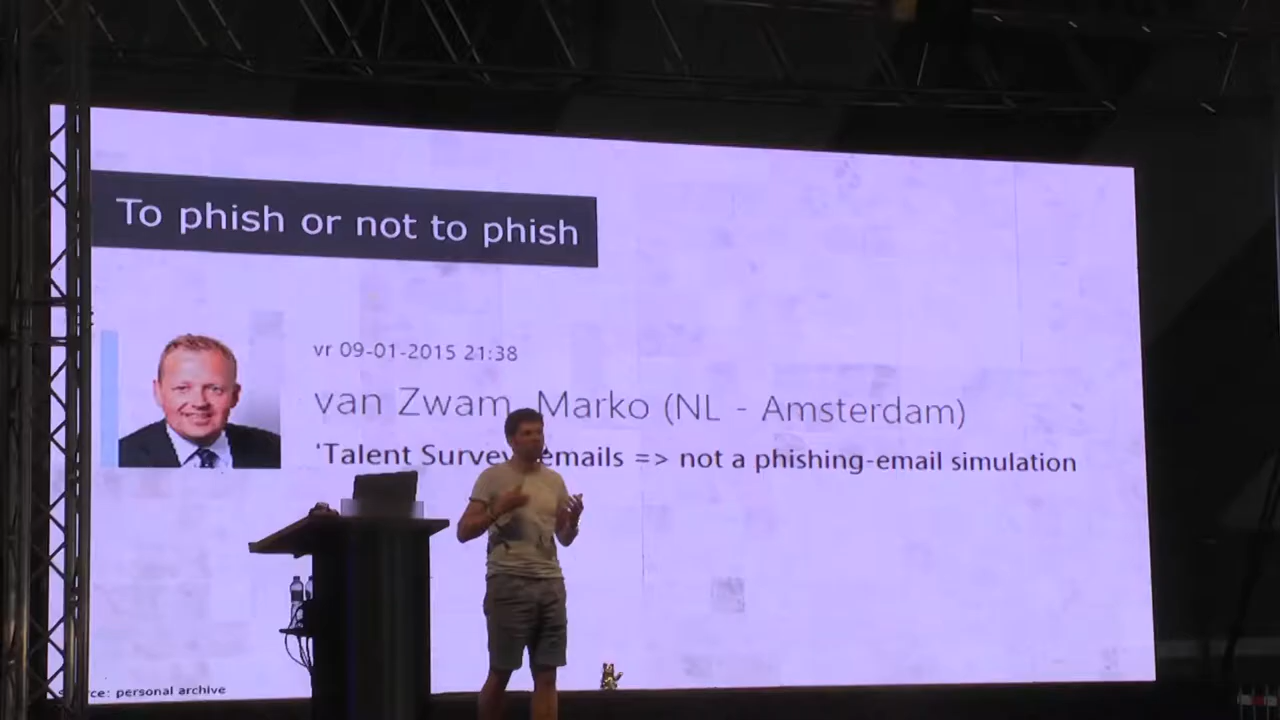 To phish or not to phish
vr 09-01-2015 21:38
van Zwam, Marko (NL - Amsterdam)
'Talent Survey emails => not a phishing-email simulation
personal archive